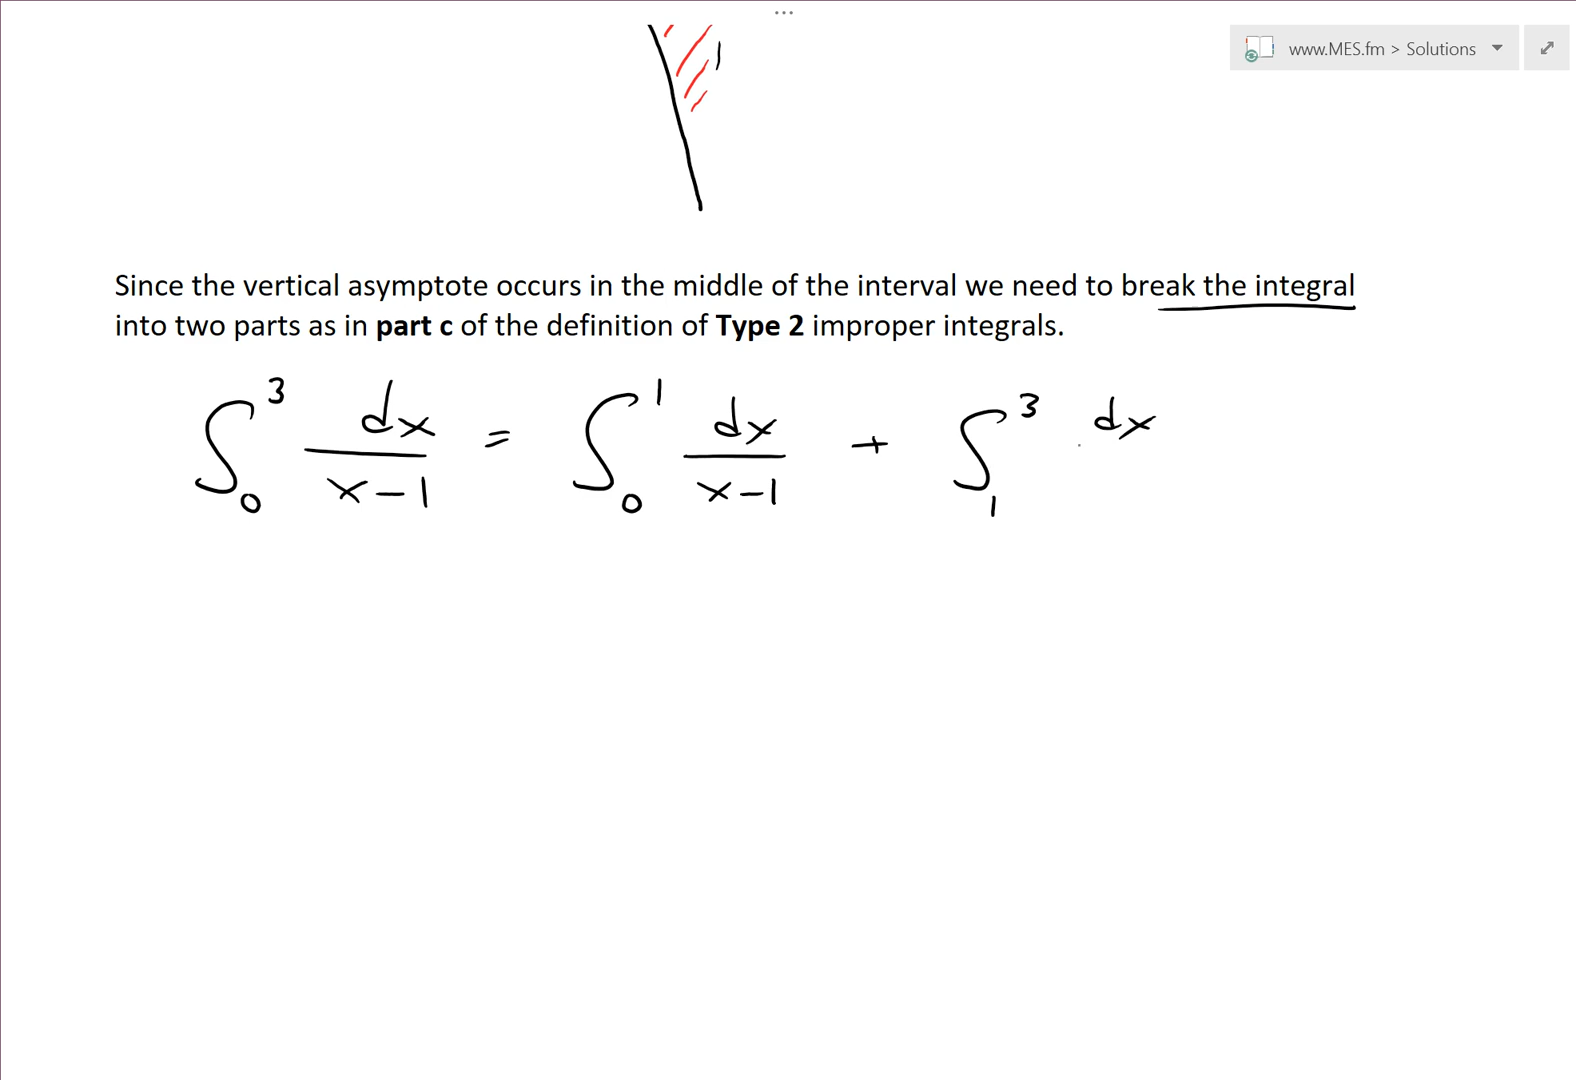 www.MES.fm > Solutions
Since the vertical asymptote occurs in the middle of the interval we need to break the integral
into two parts as in part c of the definition of Type 2 improper integrals.
∫₀³ dx/(x-1) = ∫₀¹ dx/(x-1) + ∫₁³ dx